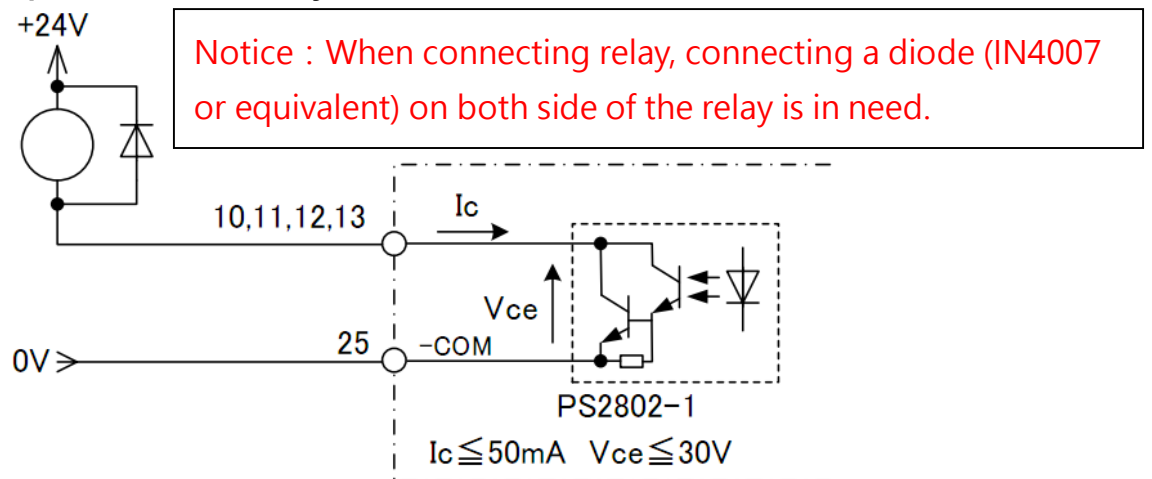 +24V
Notice：When connecting relay, connecting a diode (IN4007
or equivalent) on both side of the relay is in need.
10,11,12,13
Ic
Vce
25
-COM
0V
PS2802-1
Ic≦50mA Vce≦30V